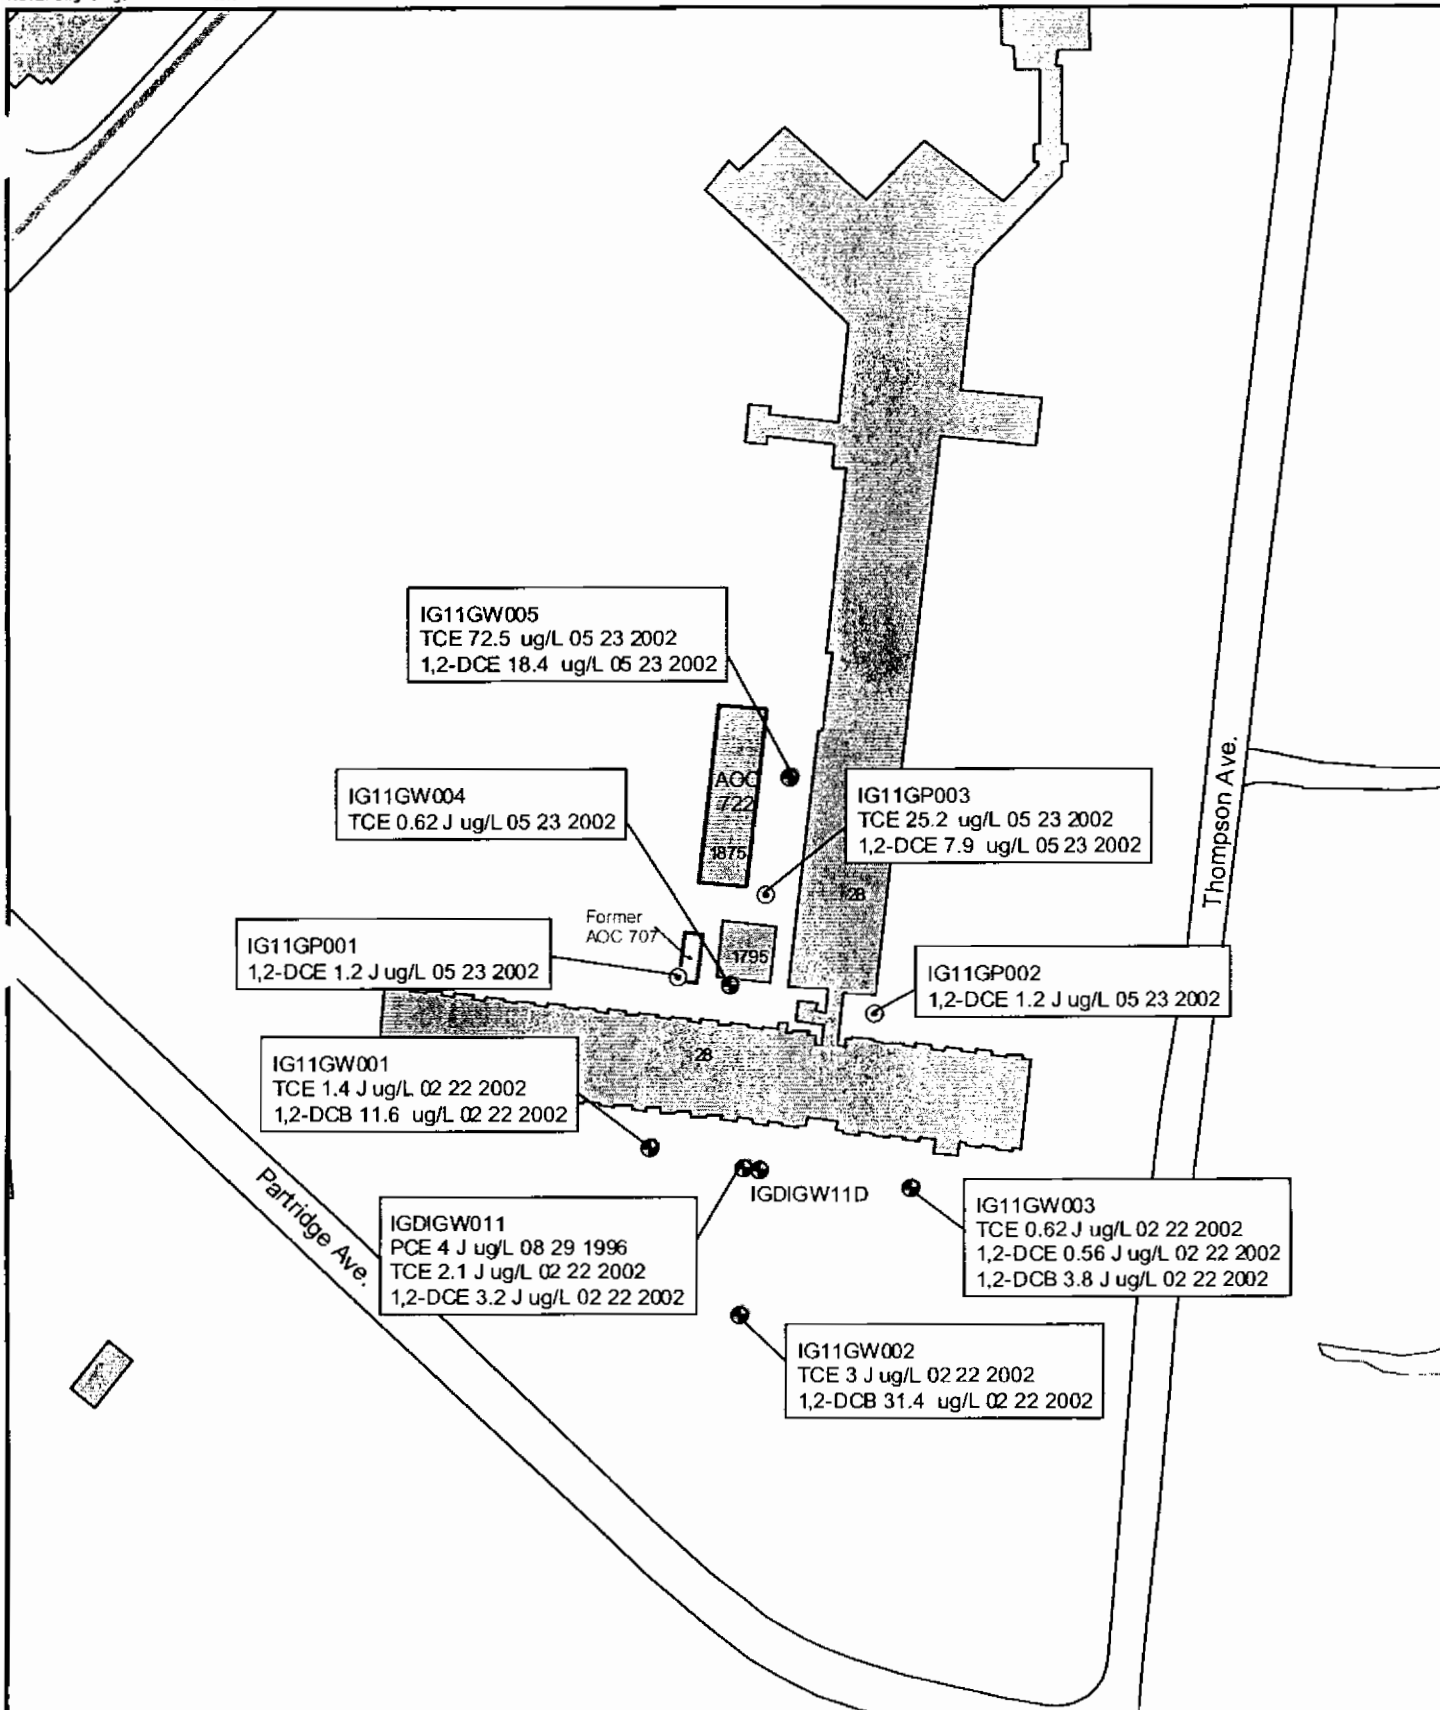 IG11GW005
TCE 72.5 ug/L 05 23 2002
1,2-DCE 18.4 ug/L 05 23 2002
AOC
722
1875
IG11GW004
TCE 0.62 J ug/L 05 23 2002
IG11GP003
TCE 25.2 ug/L 05 23 2002
1,2-DCE 7.9 ug/L 05 23 2002
Thompson Ave.
Former
AOC 707
1795
IG11GP001
1,2-DCE 1.2 J ug/L 05 23 2002
IG11GP002
1,2-DCE 1.2 J ug/L 05 23 2002
28
IG11GW001
TCE 1.4 J ug/L 02 22 2002
1,2-DCB 11.6 ug/L 02 22 2002
IGDIGW11D
Partridge Ave.
IGDIGW011
PCE 4 J ug/L 08 29 1996
TCE 2.1 J ug/L 02 22 2002
1,2-DCE 3.2 J ug/L 02 22 2002
IG11GW003
TCE 0.62 J ug/L 02 22 2002
1,2-DCE 0.56 J ug/L 02 22 2002
1,2-DCB 3.8 J ug/L 02 22 2002
IG11GW002
TCE 3 J ug/L 02 22 2002
1,2-DCB 31.4 ug/L 02 22 2002